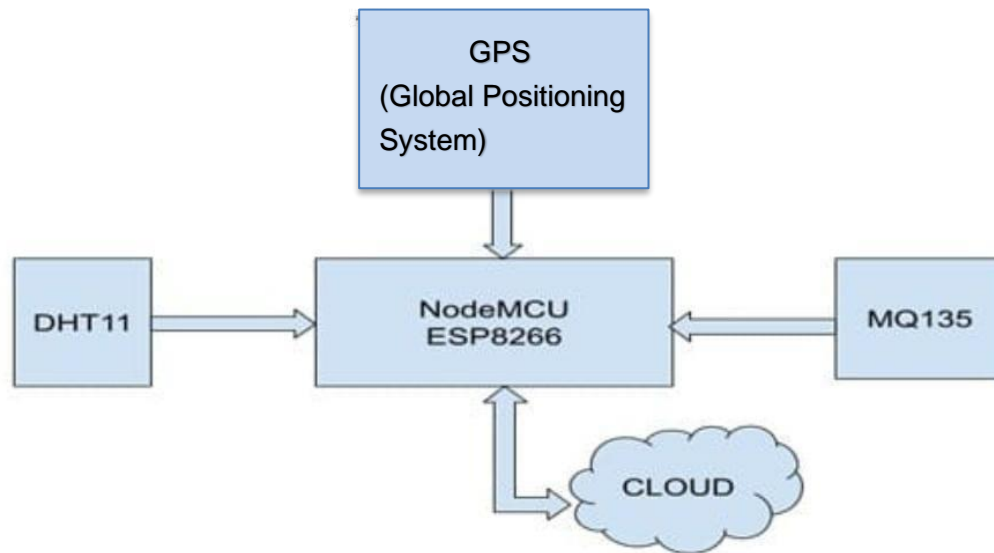 GPS
(Global Positioning
System)
DHT11
NodeMCU
ESP8266
MQ135
CLOUD